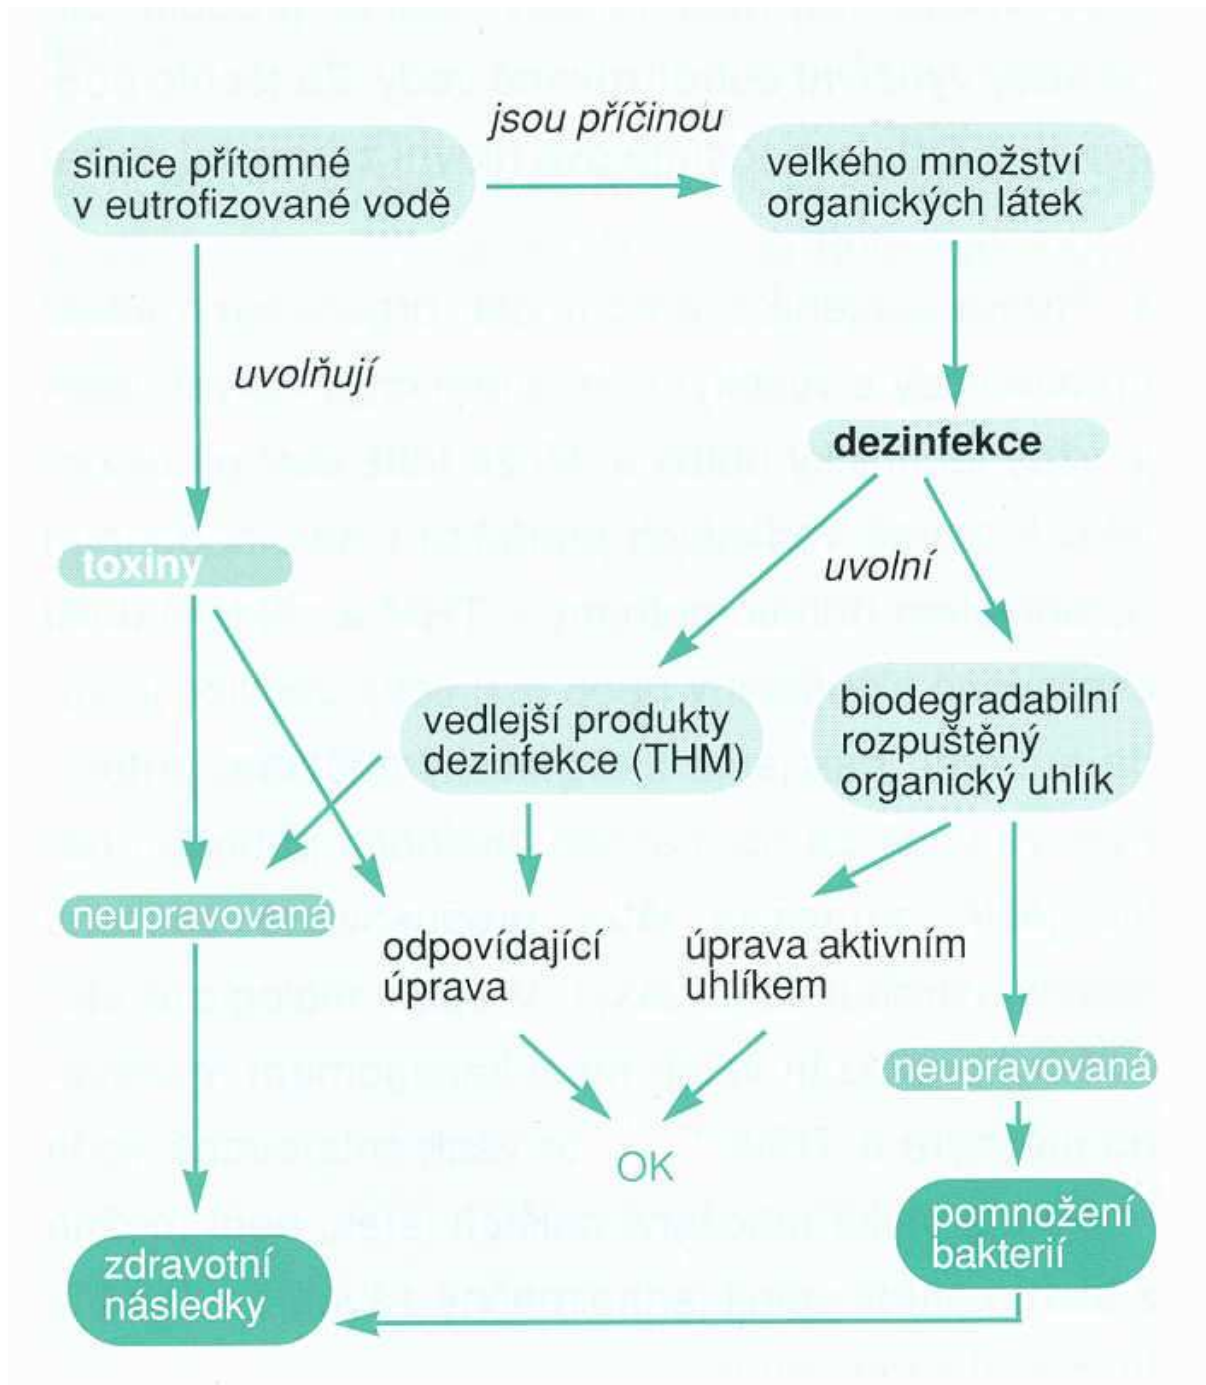 jsou příčinou
sinice přítomné
v eutrofizované vodě
velkého množství
organických látek
uvolňují
dezinfekce
toxiny
uvolní
vedlejší produkty
dezinfekce (THM)
biodegradabilní
rozpuštěný
organický uhlík
neupravovaná
odpovídající
úprava
úprava aktivním
uhlíkem
neupravovaná
OK
pomnožení
bakterií
zdravotní
následky